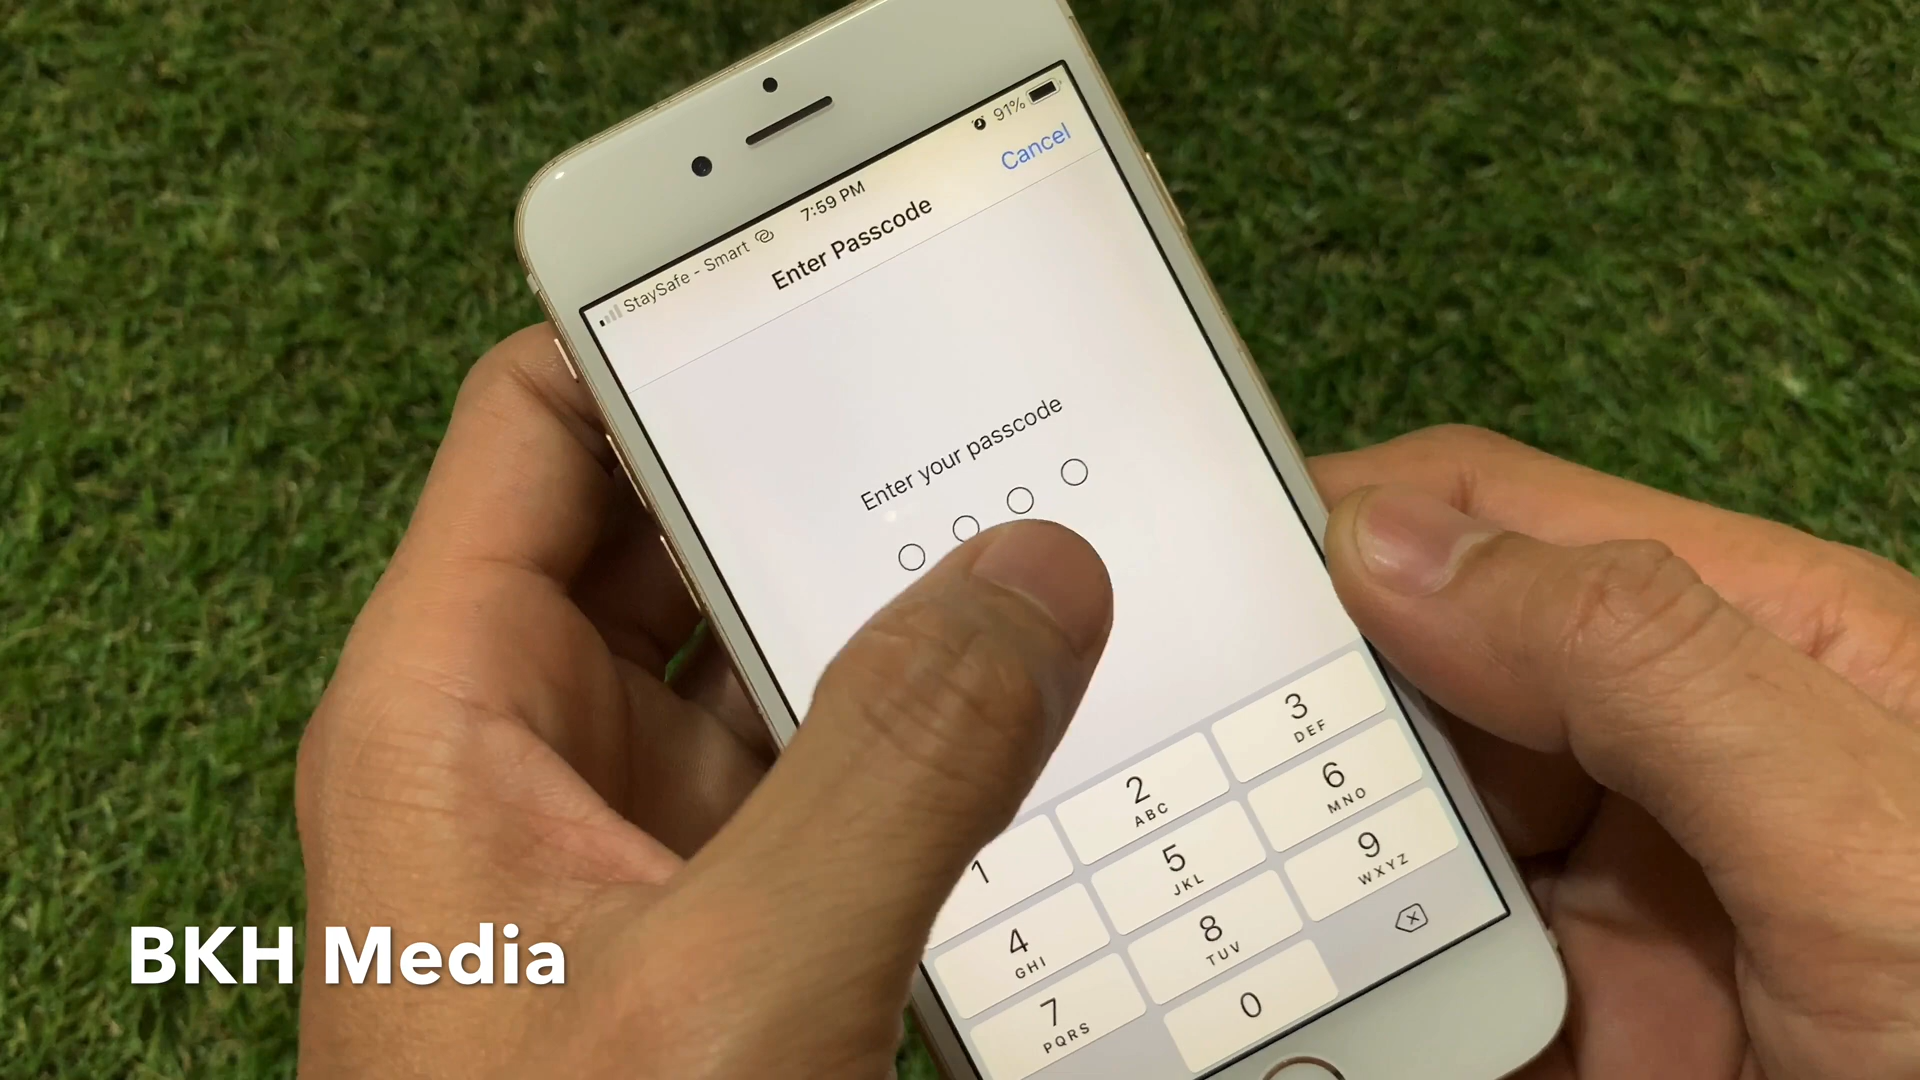 StaySafe - Smart 7:59 PM 91%
Enter Passcode Cancel
Enter your passcode
1 2 ABC 3 DEF
4 GHI 5 JKL 6 MNO
7 PQRS 8 TUV 9 WXYZ
0
BKH Media